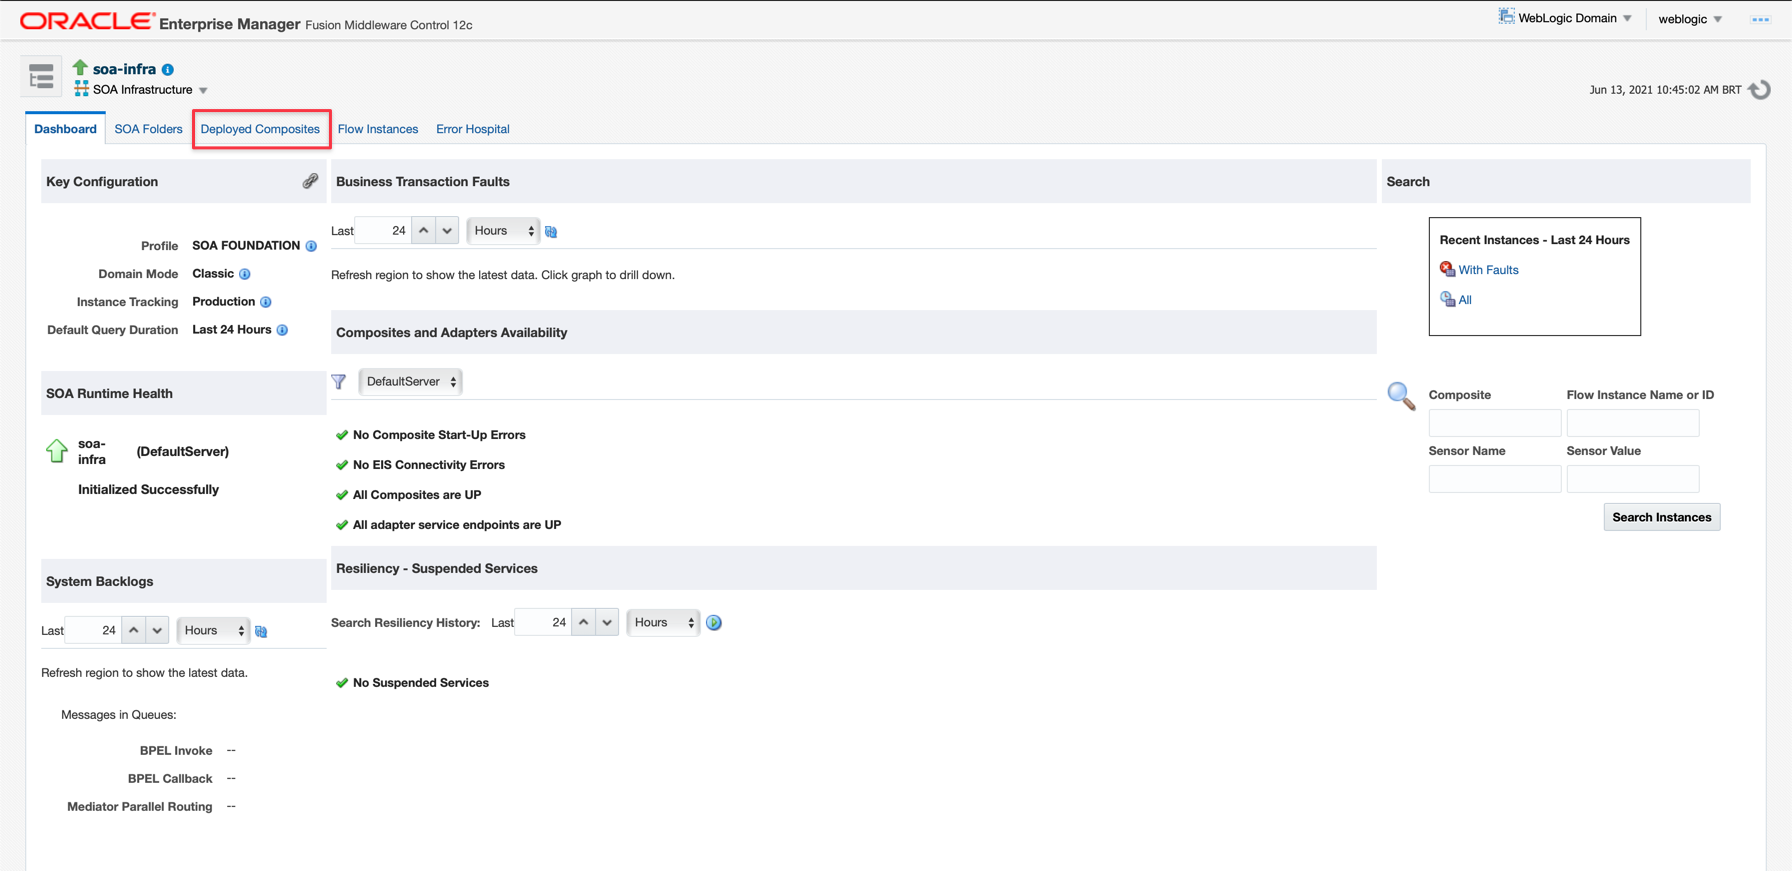 ORACLE Enterprise Manager Fusion Middleware Control 12c
WebLogic Domain
weblogic
soa-infra
SOA Infrastructure
Jun 13, 2021 10:45:02 AM BRT
Dashboard
SOA Folders
Deployed Composites
Flow Instances
Error Hospital
Key Configuration
Profile SOA FOUNDATION
Domain Mode Classic
Instance Tracking Production
Default Query Duration Last 24 Hours
SOA Runtime Health
soa-
infra
(DefaultServer)
Initialized Successfully
System Backlogs
Last 24 Hours
Refresh region to show the latest data.
Messages in Queues:
BPEL Invoke --
BPEL Callback --
Mediator Parallel Routing --
Business Transaction Faults
Last 24 Hours
Refresh region to show the latest data. Click graph to drill down.
Composites and Adapters Availability
DefaultServer
No Composite Start-Up Errors
No EIS Connectivity Errors
All Composites are UP
All adapter service endpoints are UP
Resiliency - Suspended Services
Search Resiliency History: Last 24 Hours
No Suspended Services
Search
Recent Instances - Last 24 Hours
With Faults
All
Composite
Flow Instance Name or ID
Sensor Name
Sensor Value
Search Instances